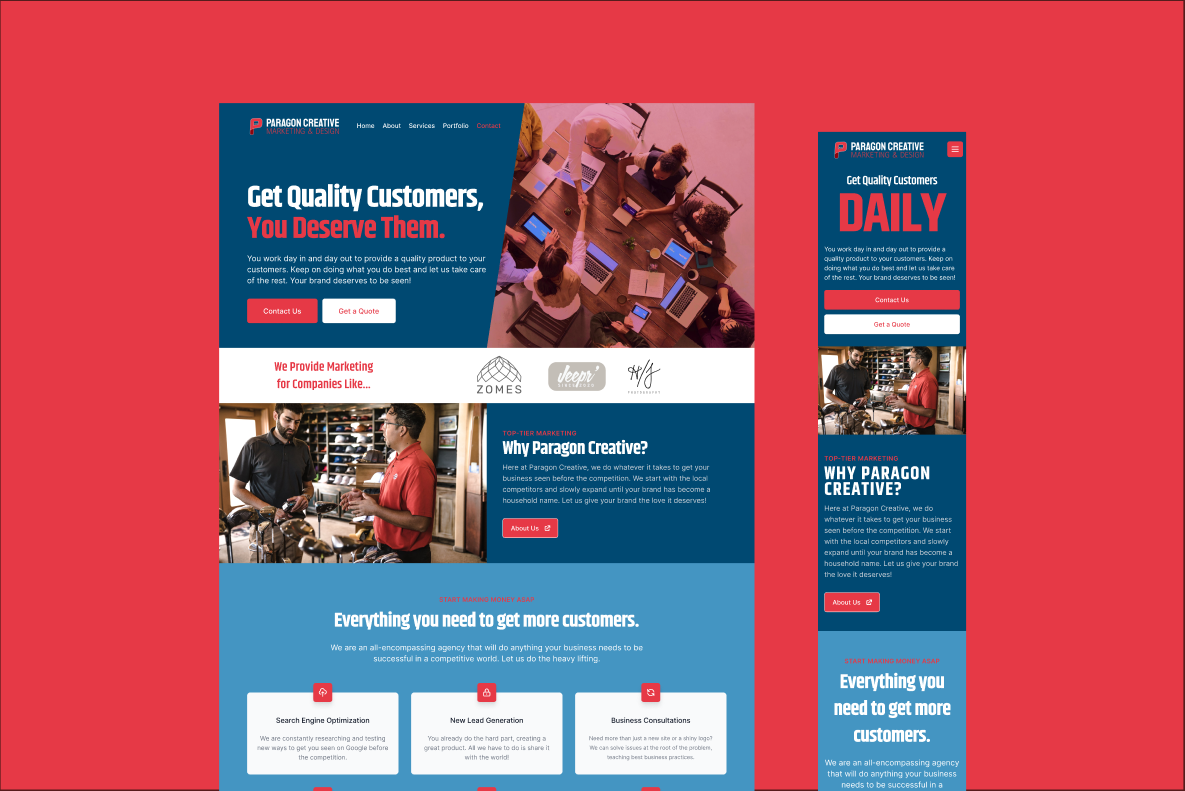 PARAGON CREATIVE
MARKETING & DESIGN
Home About Services Portfolio Contact
Get Quality Customers,
You Deserve Them.
You work day in and day out to provide a quality product to your
customers. Keep on doing what you do best and let us take care
of the rest. Your brand deserves to be seen!
Contact Us
Get a Quote
We Provide Marketing
for Companies Like...
ZOMES
Jeepr'
H/J
TOP-TIER MARKETING
Why Paragon Creative?
Here at Paragon Creative, we do whatever it takes to get your
business seen before the competition. We start with the local
competitors and slowly expand until your brand has become a
household name. Let us give your brand the love it deserves!
About Us
START MAKING MONEY ASAP
Everything you need to get more customers.
We are an all-encompassing agency that will do anything your business needs to be
successful in a competitive world. Let us do the heavy lifting.
Search Engine Optimization
We are constantly researching and testing
new ways to get you seen on Google before
the competition.
New Lead Generation
You already do the hard part, creating a
great product. All we have to do is share it
with the world!
Business Consultations
Need more than just a new site or a shiny logo?
We can solve issues at the root of the problem,
teaching best business practices.
PARAGON CREATIVE
MARKETING & DESIGN
Get Quality Customers
DAILY
You work day in and day out to provide a
quality product to your customers. Keep on
doing what you do best and let us take care
of the rest. Your brand deserves to be seen!
Contact Us
Get a Quote
TOP-TIER MARKETING
WHY PARAGON
CREATIVE?
Here at Paragon Creative, we do
whatever it takes to get your business
seen before the competition. We start
with the local competitors and slowly
expand until your brand has become a
household name. Let us give your brand
the love it deserves!
About Us
START MAKING MONEY ASAP
Everything you
need to get more
customers.
We are an all-encompassing agency
that will do anything your business
needs to be successful in a